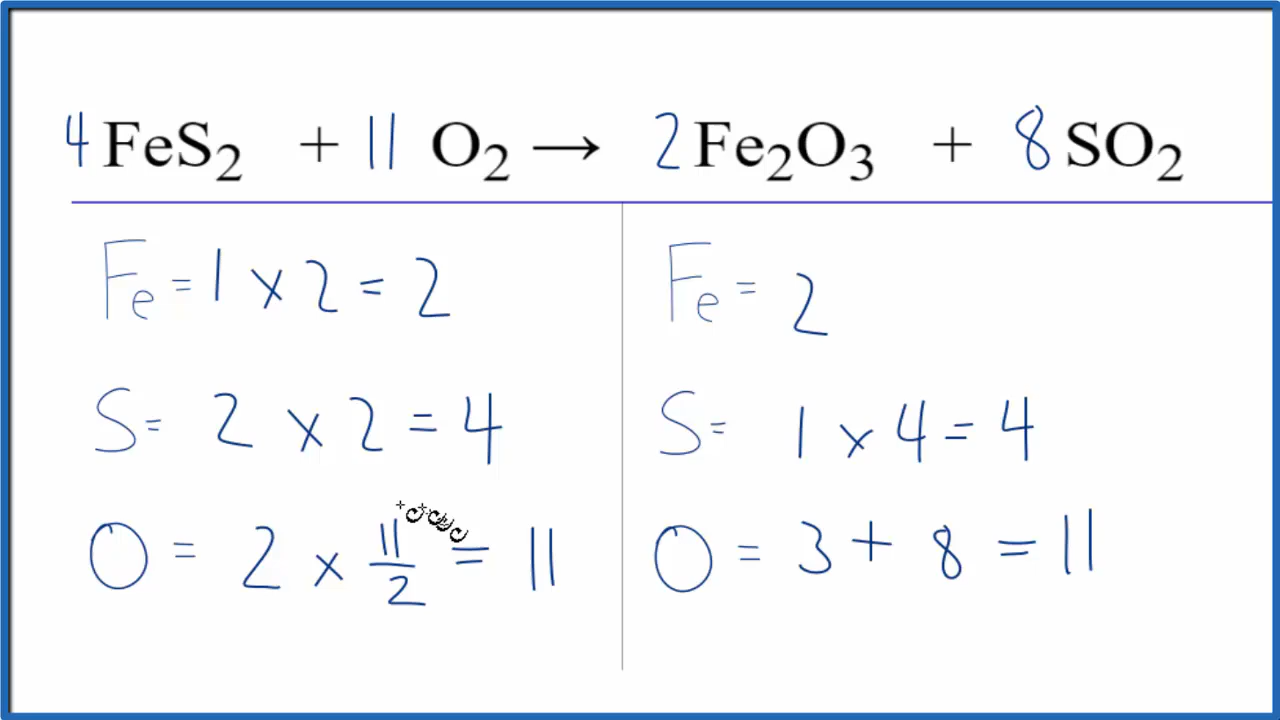 4FeS₂ + 11 O₂ → 2Fe₂O₃ + 8SO₂
Fe = 1 x 2 = 2
S = 2 x 2 = 4
O = 2 x 11/2 = 11
Fe = 2
S = 1 x 4 = 4
O = 3 + 8 = 11